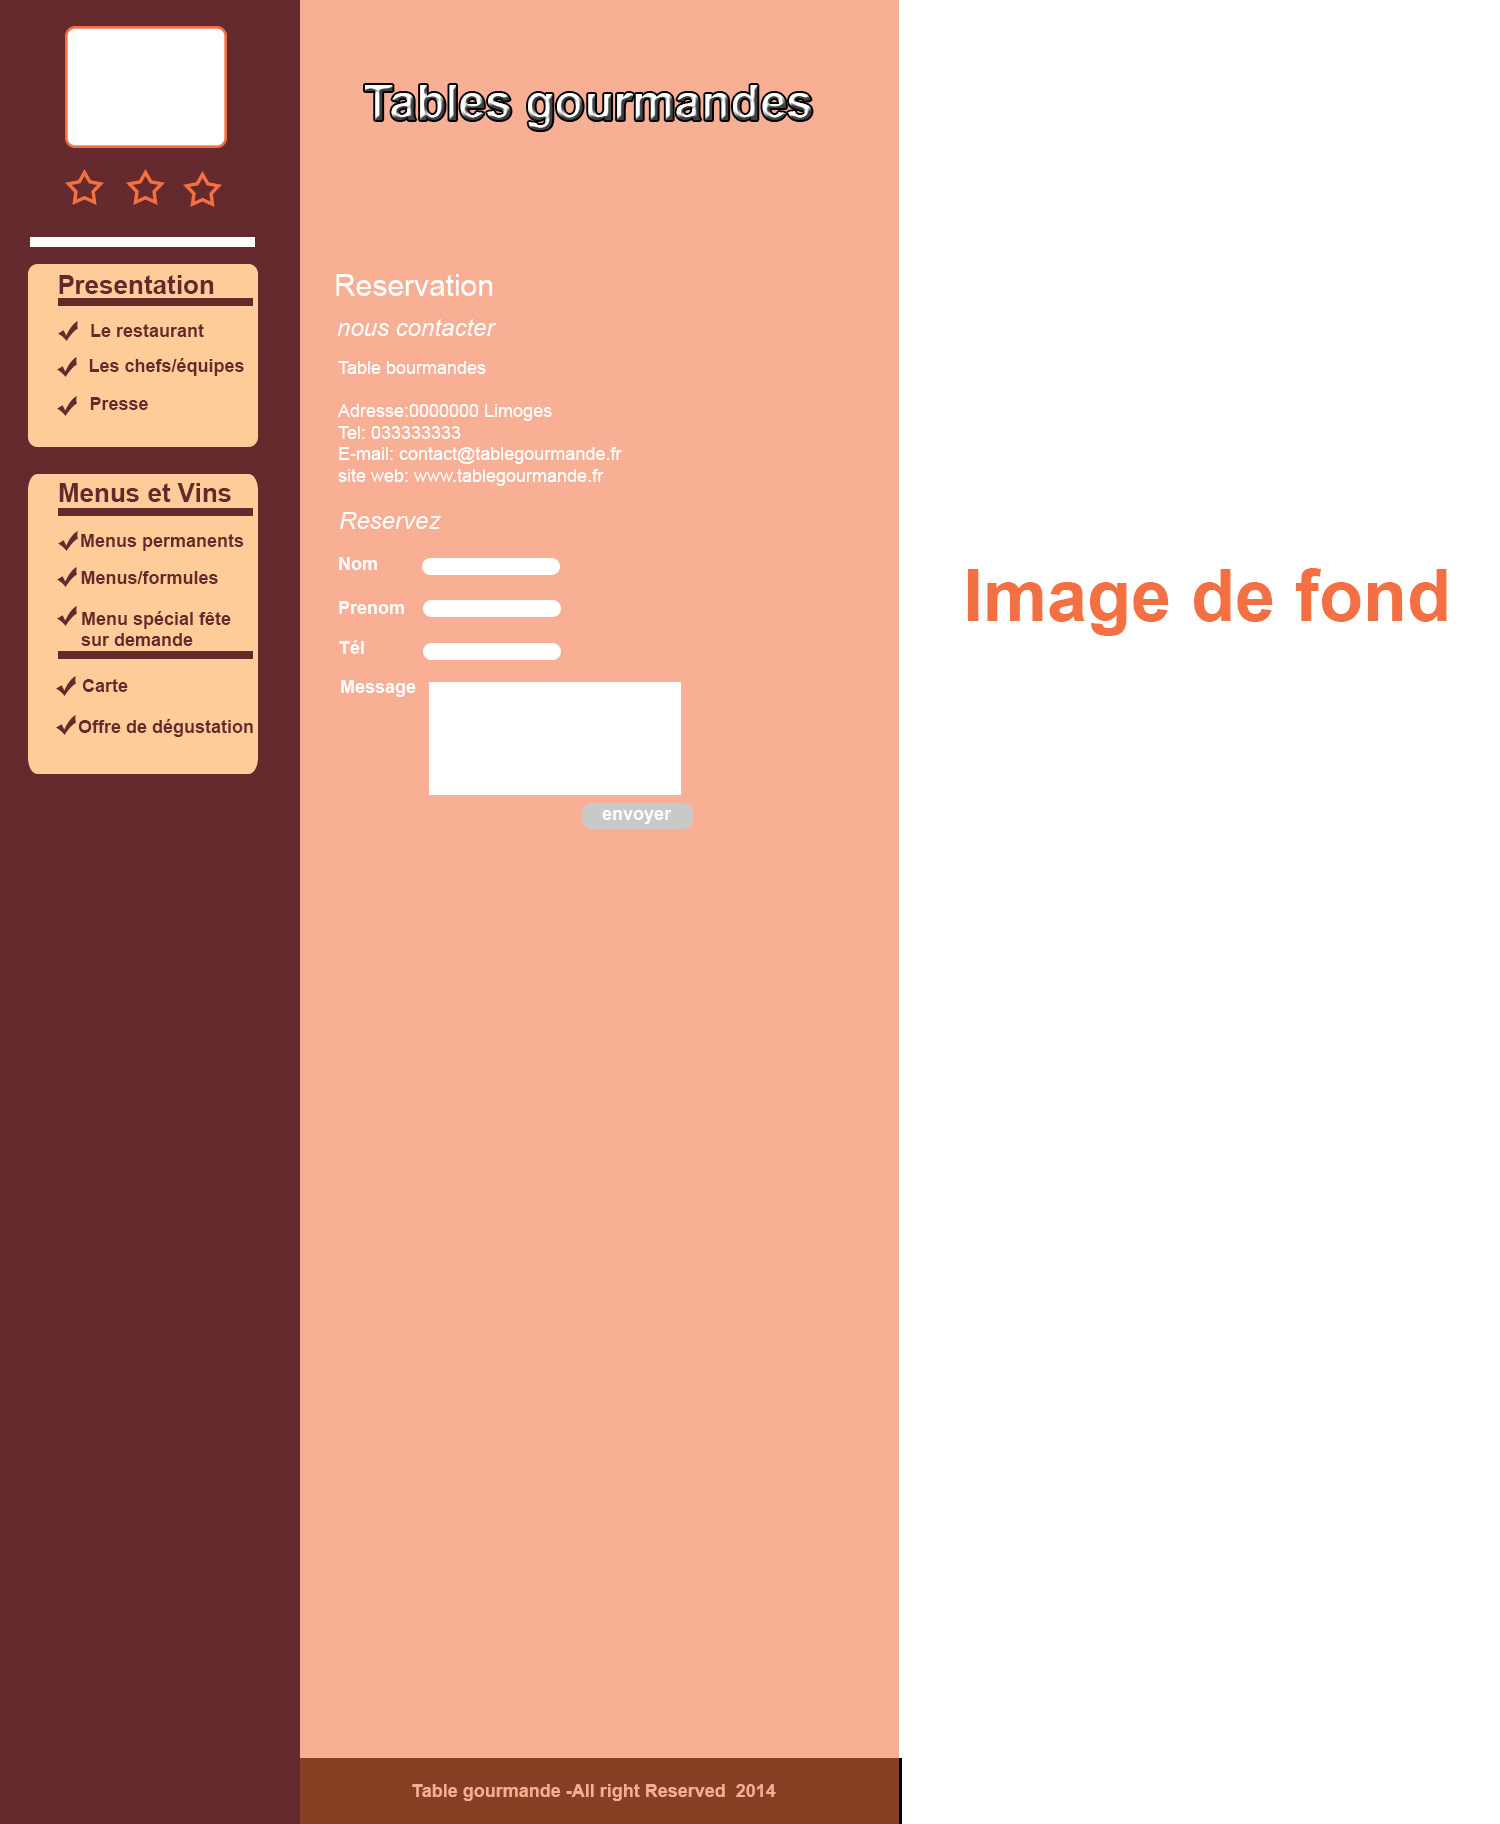 Presentation
Le restaurant
Les chefs/équipes
Presse
Menus et Vins
Menus permanents
Menus/formules
Menu spécial fête
sur demande
Carte
Offre de dégustation
Tables gourmandes
Reservation
nous contacter
Table bourmandes
Adresse:0000000 Limoges
Tel: 033333333
E-mail: contact@tablegourmande.fr
site web: www.tablegourmande.fr
Reservez
Nom
Prenom
Tél
Message
envoyer
Table gourmande -All right Reserved  2014
Image de fond